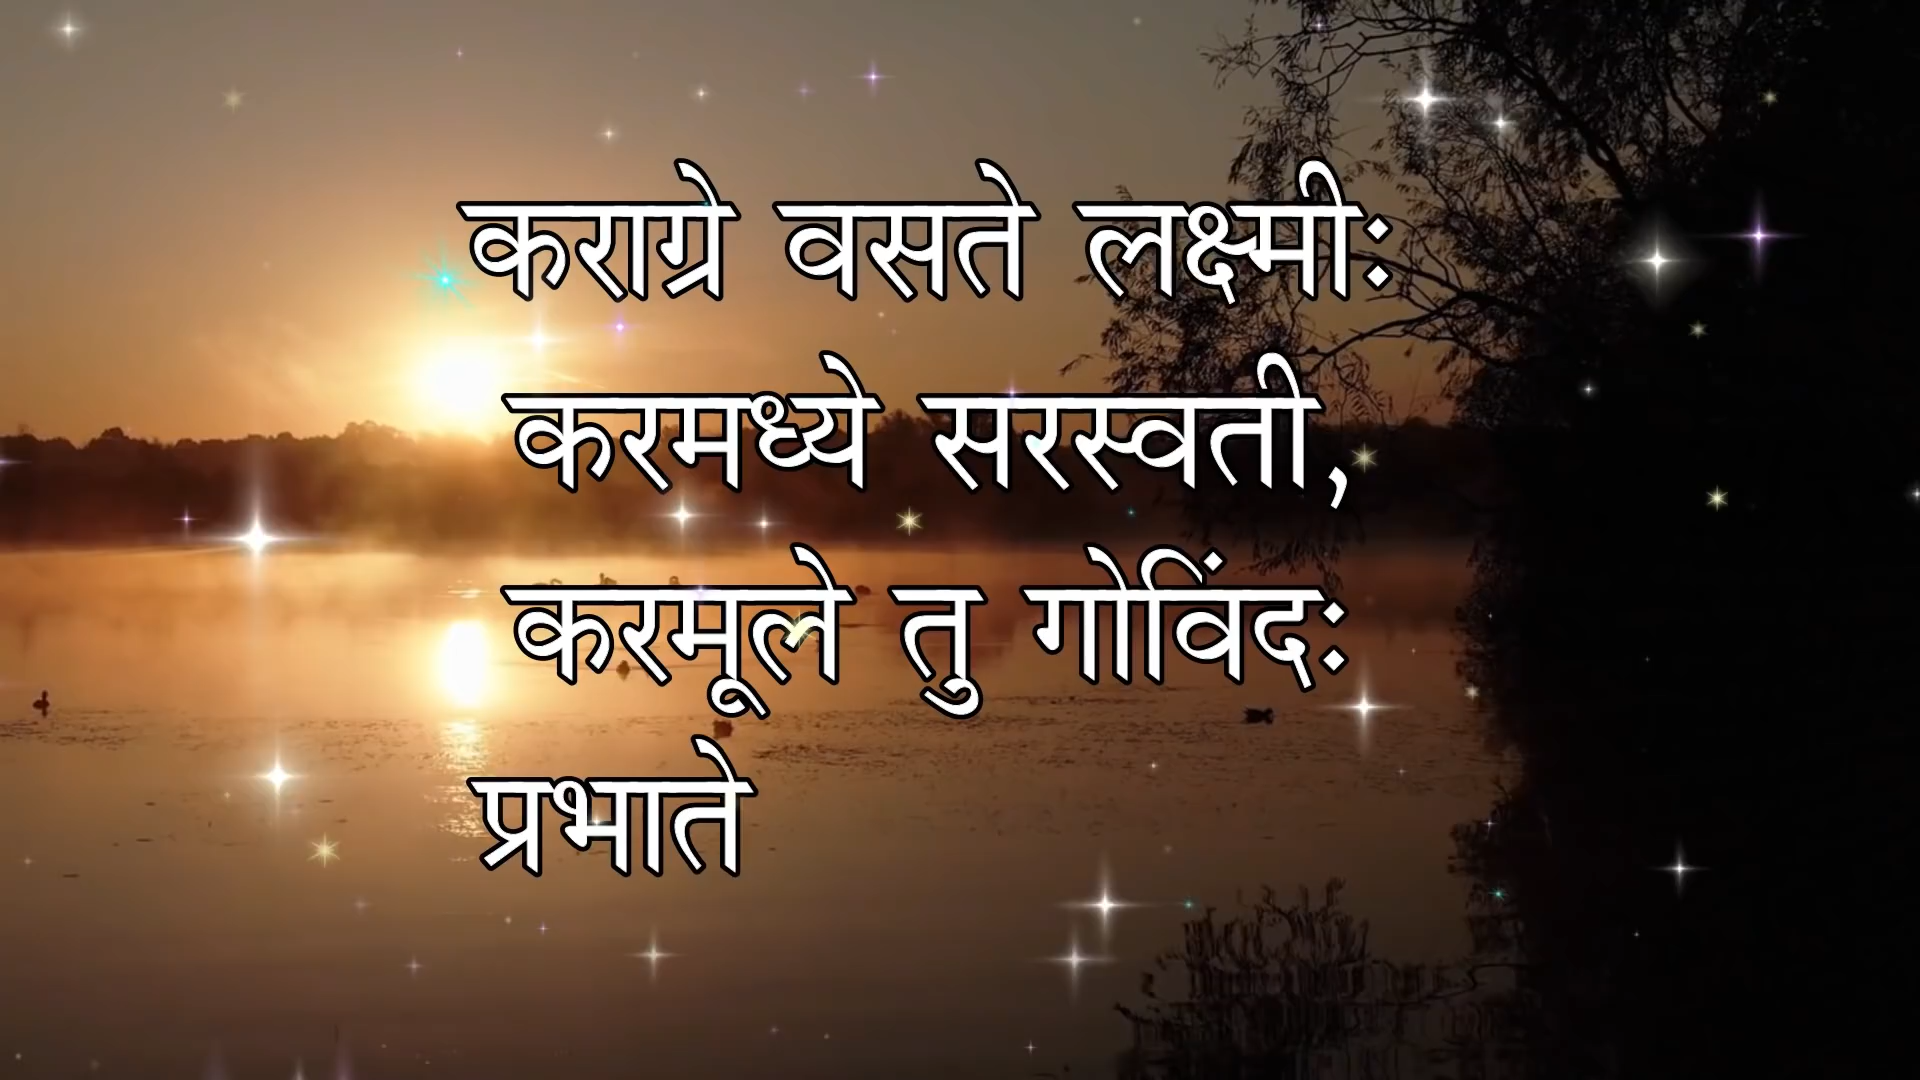 कराग्रे वसते लक्ष्मीः
करमध्ये सरस्वती,
करमूले तु गोविंदः
प्रभाते